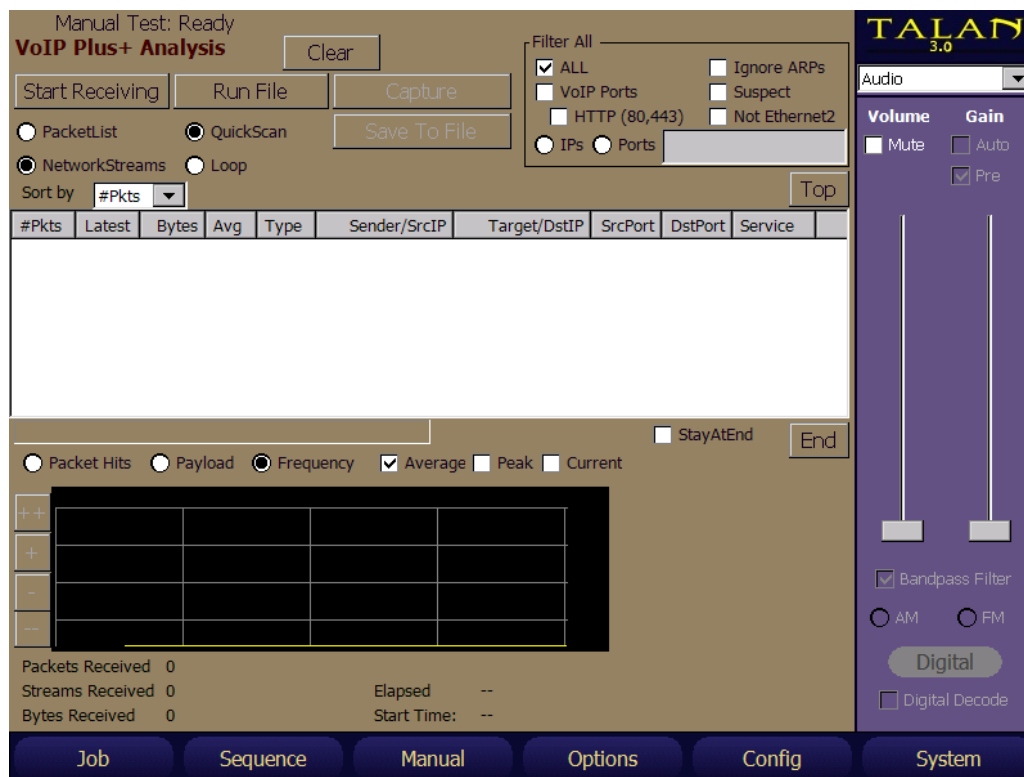 Manual Test: Ready
VoIP Plus+ Analysis
Clear
Start Receiving Run File Capture
PacketList QuickScan Save To File
NetworkStreams Loop
Sort by #Pkts
Filter All
ALL Ignore ARPs
VoIP Ports Suspect
HTTP (80,443) Not Ethernet2
IPs Ports
Top
#Pkts Latest Bytes Avg Type Sender/SrcIP Target/DstIP SrcPort DstPort Service
StayAtEnd End
Packet Hits Payload Frequency Average Peak Current
++
+
-
--
Packets Received 0
Streams Received 0 Elapsed --
Bytes Received 0 Start Time: --
TALAN
3.0
Audio
Volume Gain
Mute Auto
Pre
Bandpass Filter
AM FM
Digital
Digital Decode
Job Sequence Manual Options Config System